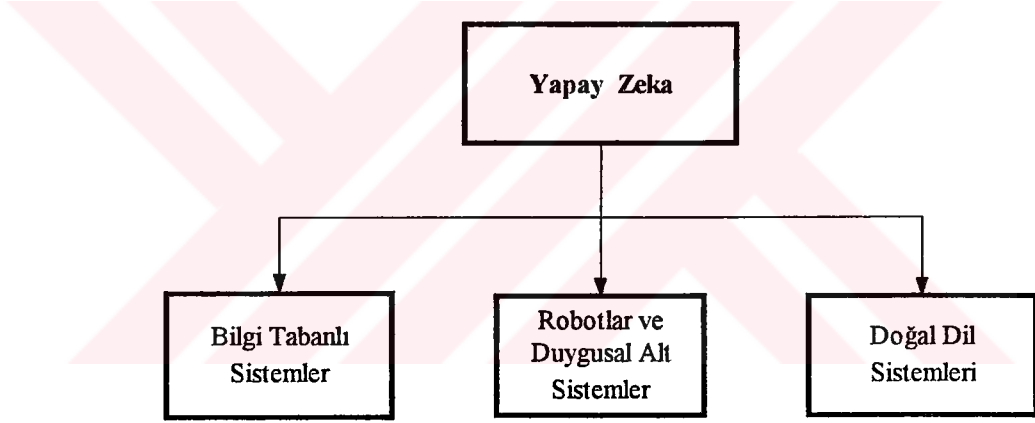 Yapay Zeka
Bilgi Tabanlı
Sistemler
Robotlar ve
Duygusal Alt
Sistemler
Doğal Dil
Sistemleri